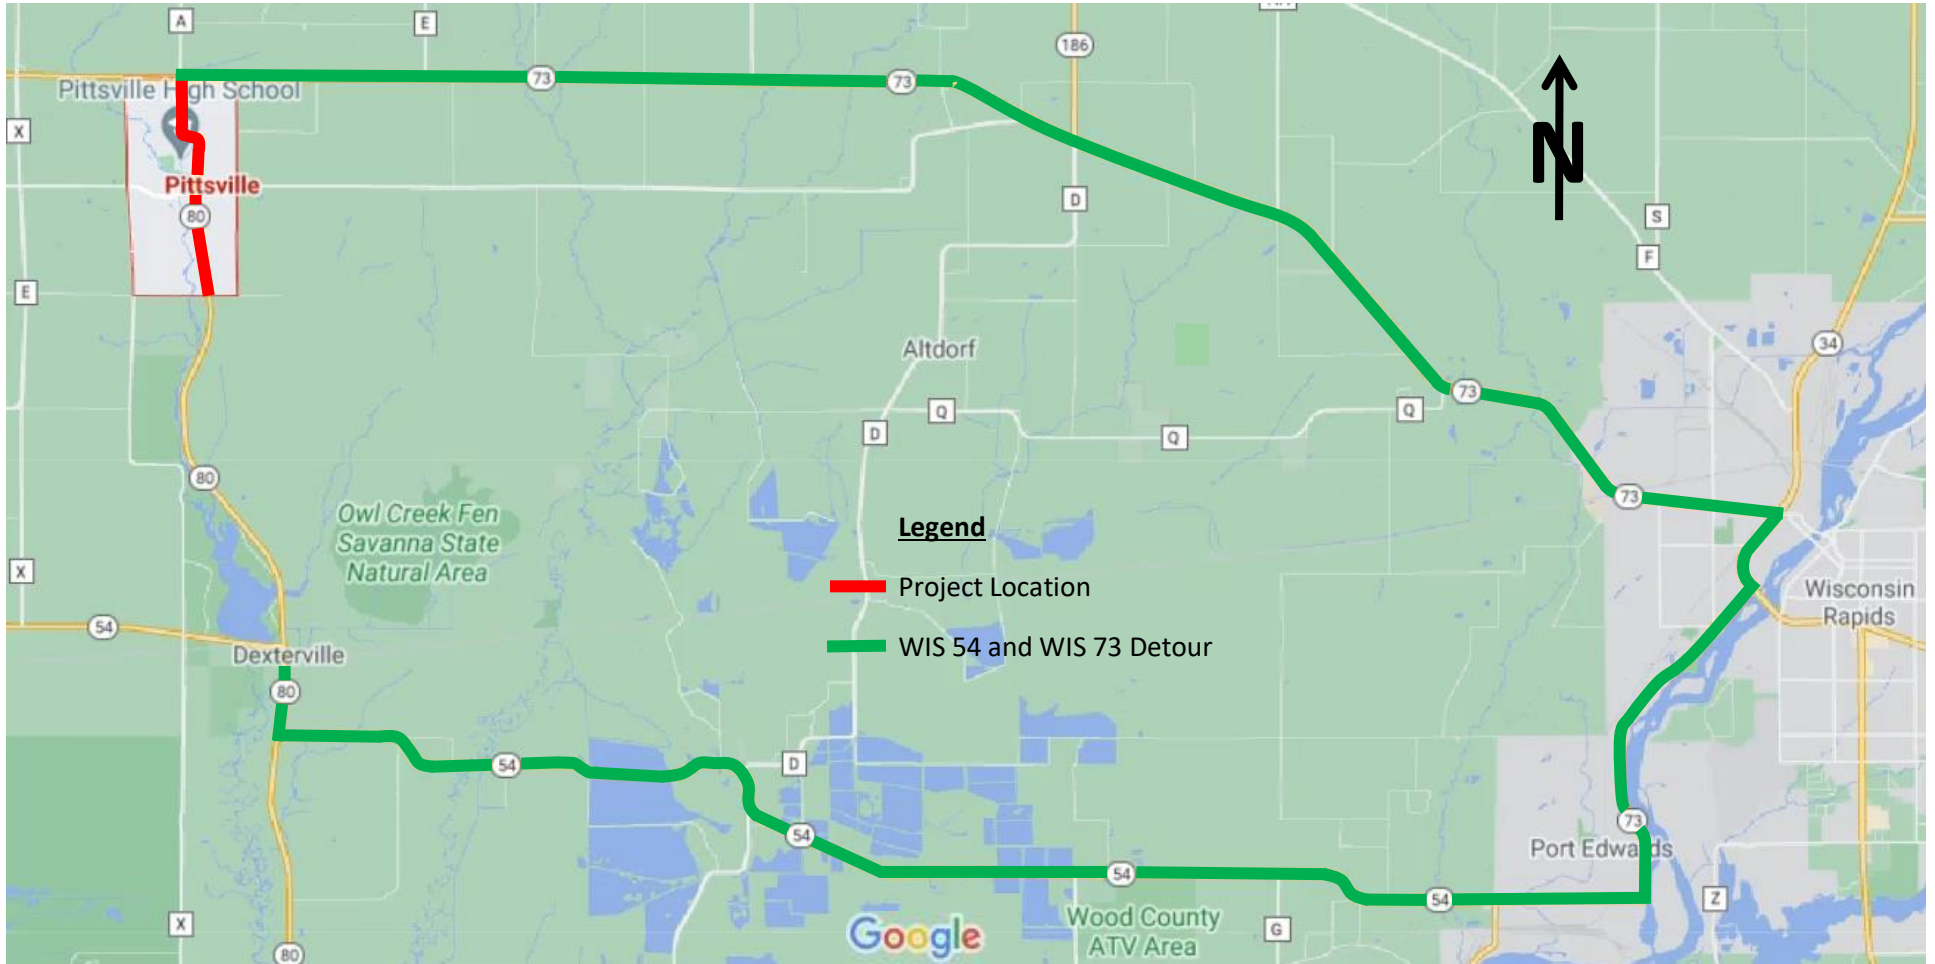 A
E
186
73
73
Pittsville High School
X
N
Pittsville
D
80
S
F
E
34
Altdorf
73
Q
Q
D
Q
80
73
Owl Creek Fen
Savanna State
Natural Area
Legend
X
Project Location
Wisconsin
Rapids
54
WIS 54 and WIS 73 Detour
Dexterville
80
54
D
73
54
Port Edwards
54
54
Z
X
Google
Wood County
ATV Area
G
80